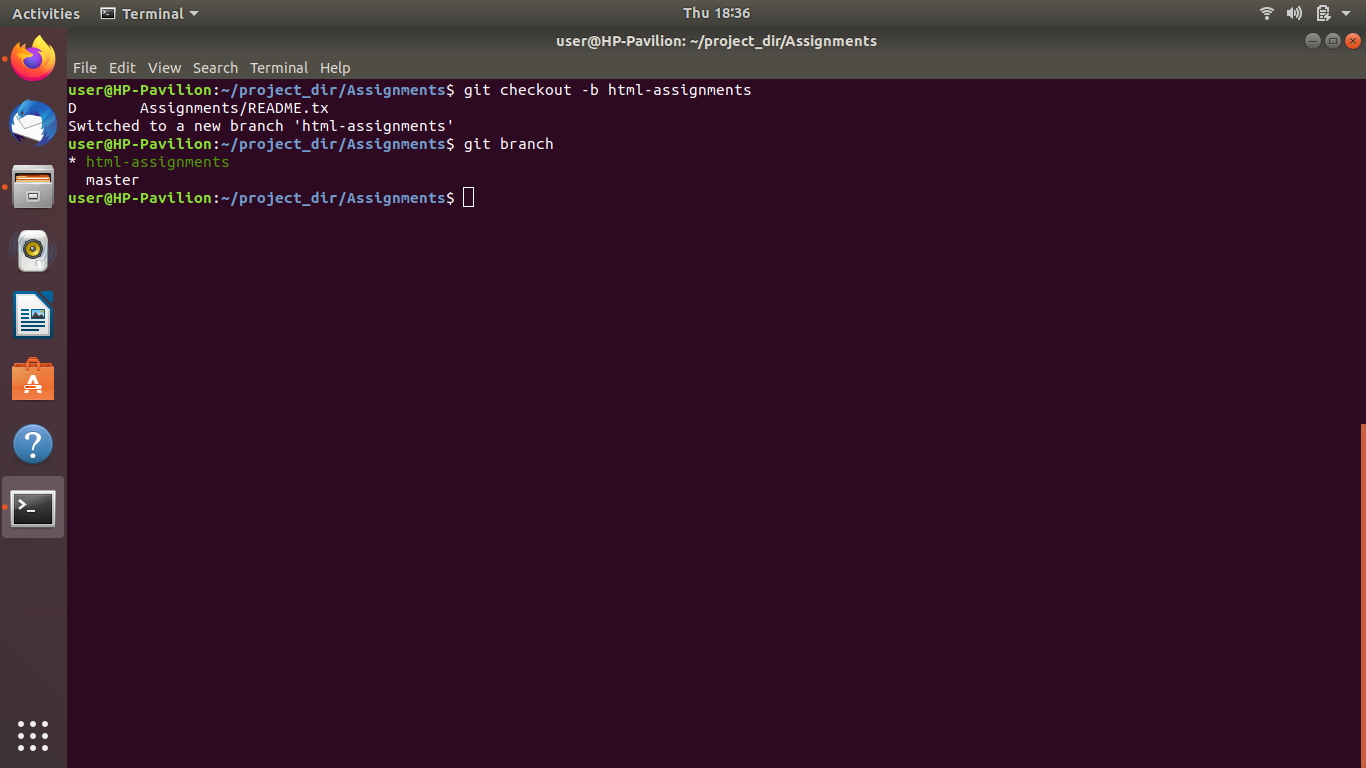 Activities Terminal Thu 18:36
user@HP-Pavilion: ~/project_dir/Assignments
File Edit View Search Terminal Help
user@HP-Pavilion:~/project_dir/Assignments$ git checkout -b html-assignments
D       Assignments/README.tx
Switched to a new branch 'html-assignments'
user@HP-Pavilion:~/project_dir/Assignments$ git branch
* html-assignments
  master
user@HP-Pavilion:~/project_dir/Assignments$